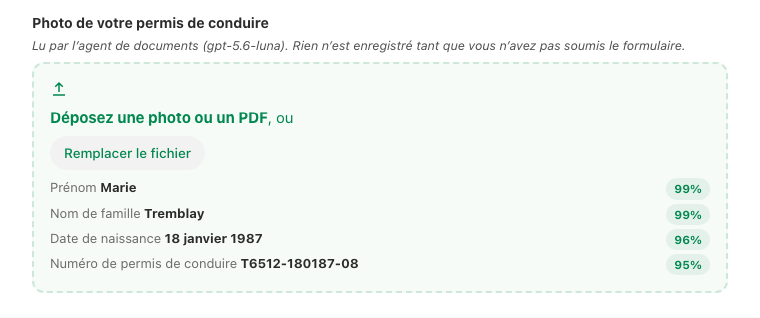 Photo de votre permis de conduire
Lu par l'agent de documents (gpt-5.6-luna). Rien n'est enregistré tant que vous n'avez pas soumis le formulaire.
Déposez une photo ou un PDF, ou
Remplacer le fichier
Prénom Marie 99%
Nom de famille Tremblay 99%
Date de naissance 18 janvier 1987 96%
Numéro de permis de conduire T6512-180187-08 95%